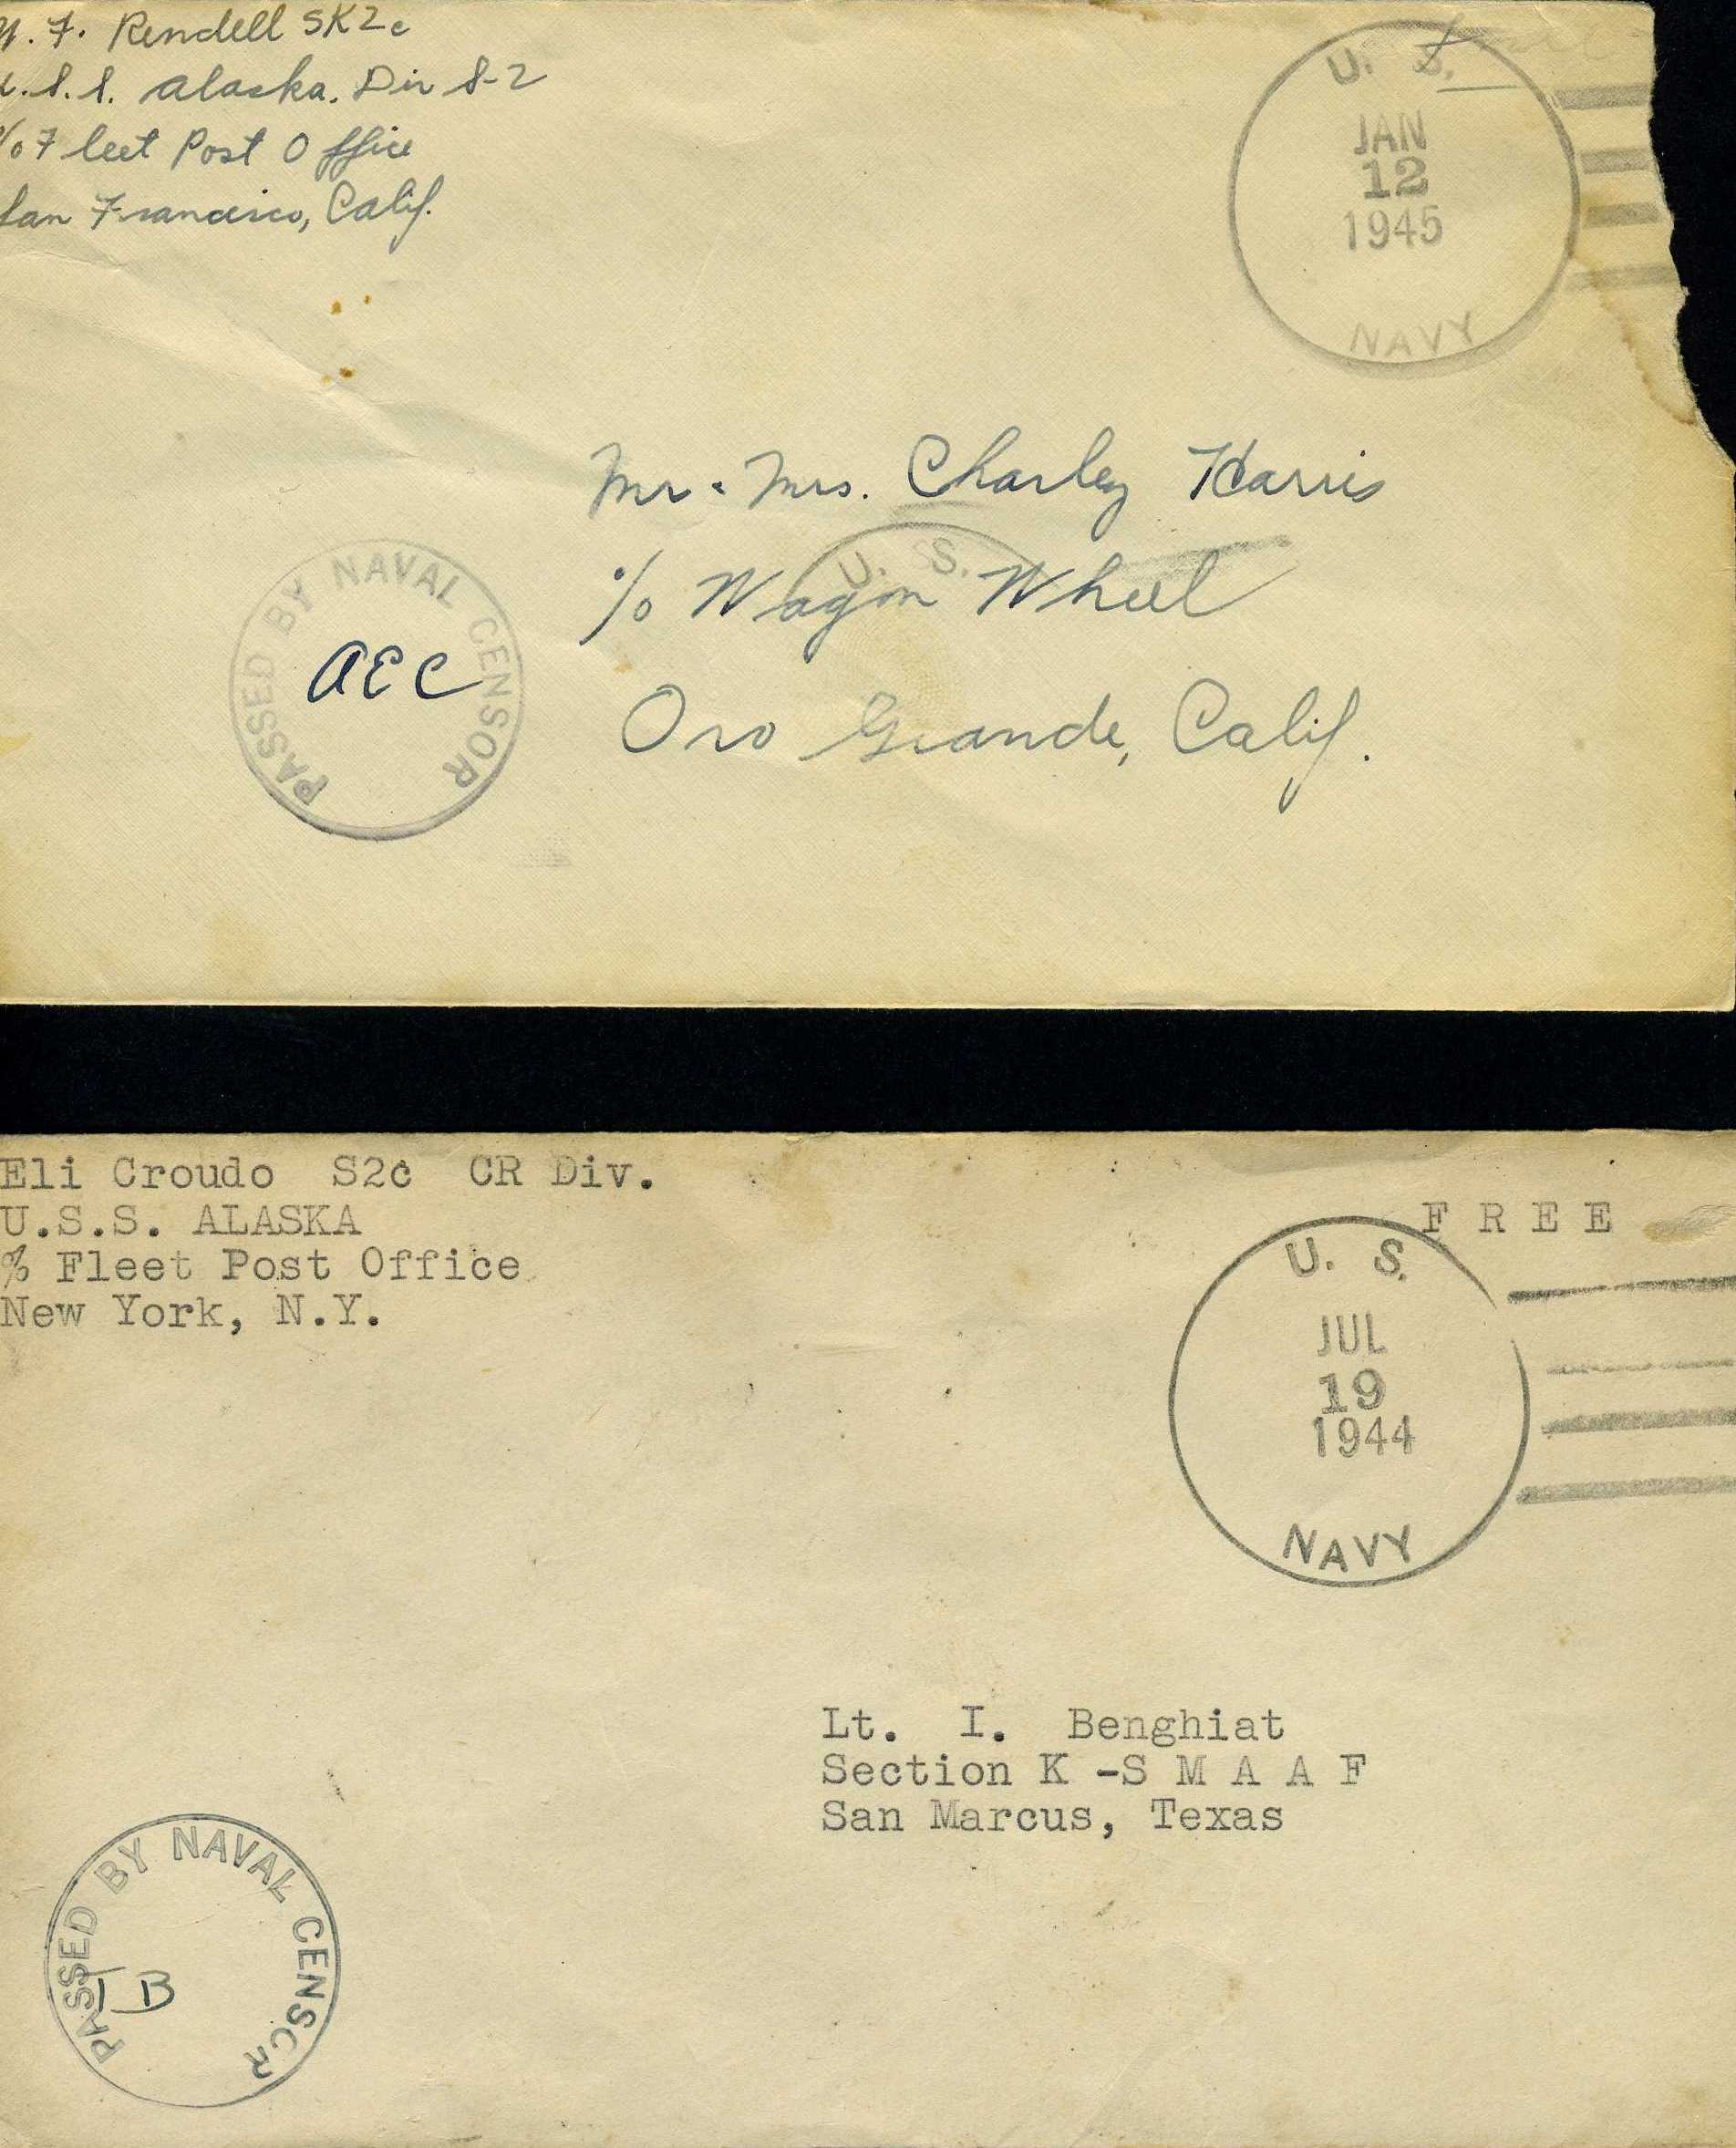 F. Rendell SK2c
U.S.S. Alaska. Div S-2
c/o Fleet Post Office
San Francisco, Calif.
U. S.
JAN
12
1945
NAVY
Mr. Mrs. Charley Harris
U. S.
c/o Wagon Wheel
Oro Grande, Calif.
PASSED BY NAVAL CENSOR
AEC
Eli Croudo S2c CR Div.
U.S.S. ALASKA
% Fleet Post Office
New York, N.Y.
FREE
U. S.
JUL
19
1944
NAVY
Lt. I. Benghiat
Section K -S M A A F
San Marcus, Texas
PASSED BY NAVAL CENSOR
B